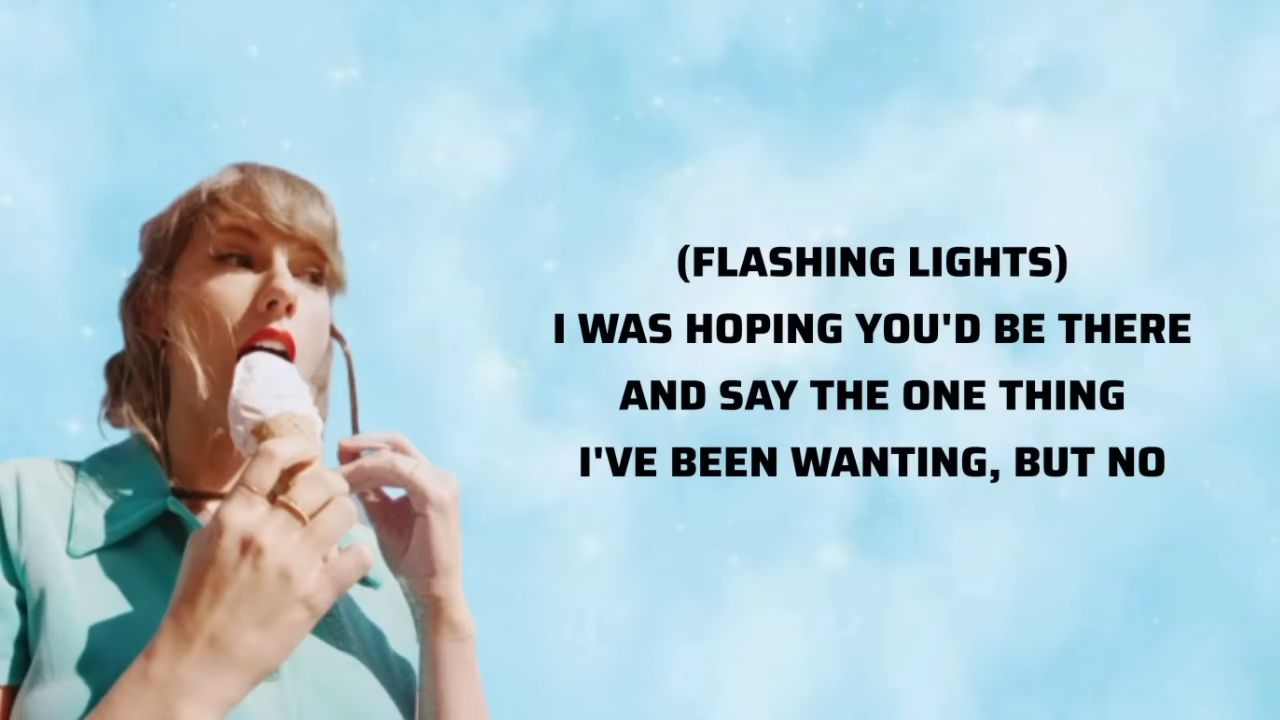 (FLASHING LIGHTS)
I WAS HOPING YOU'D BE THERE
AND SAY THE ONE THING
I'VE BEEN WANTING, BUT NO